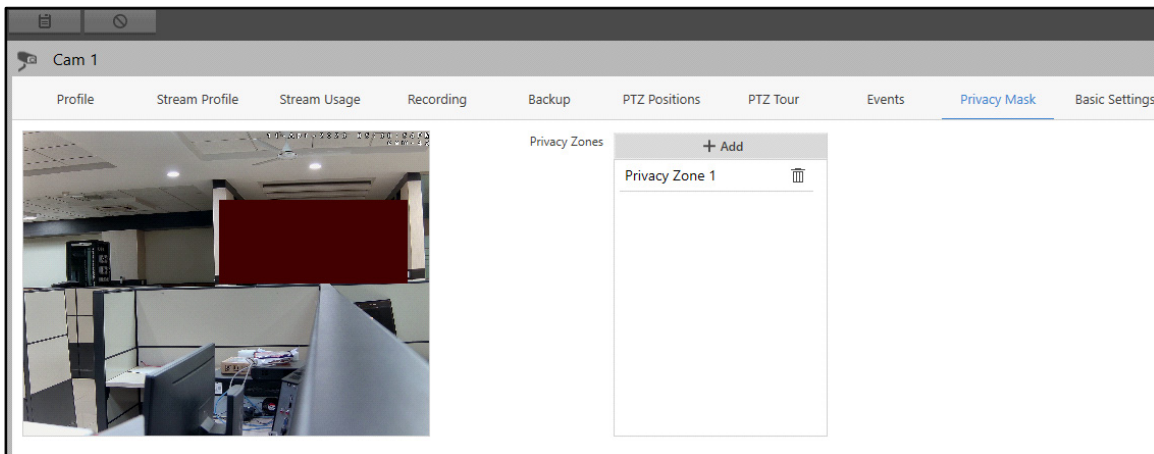 Cam 1
Profile Stream Profile Stream Usage Recording Backup PTZ Positions PTZ Tour Events Privacy Mask Basic Settings
Privacy Zones
+ Add
Privacy Zone 1